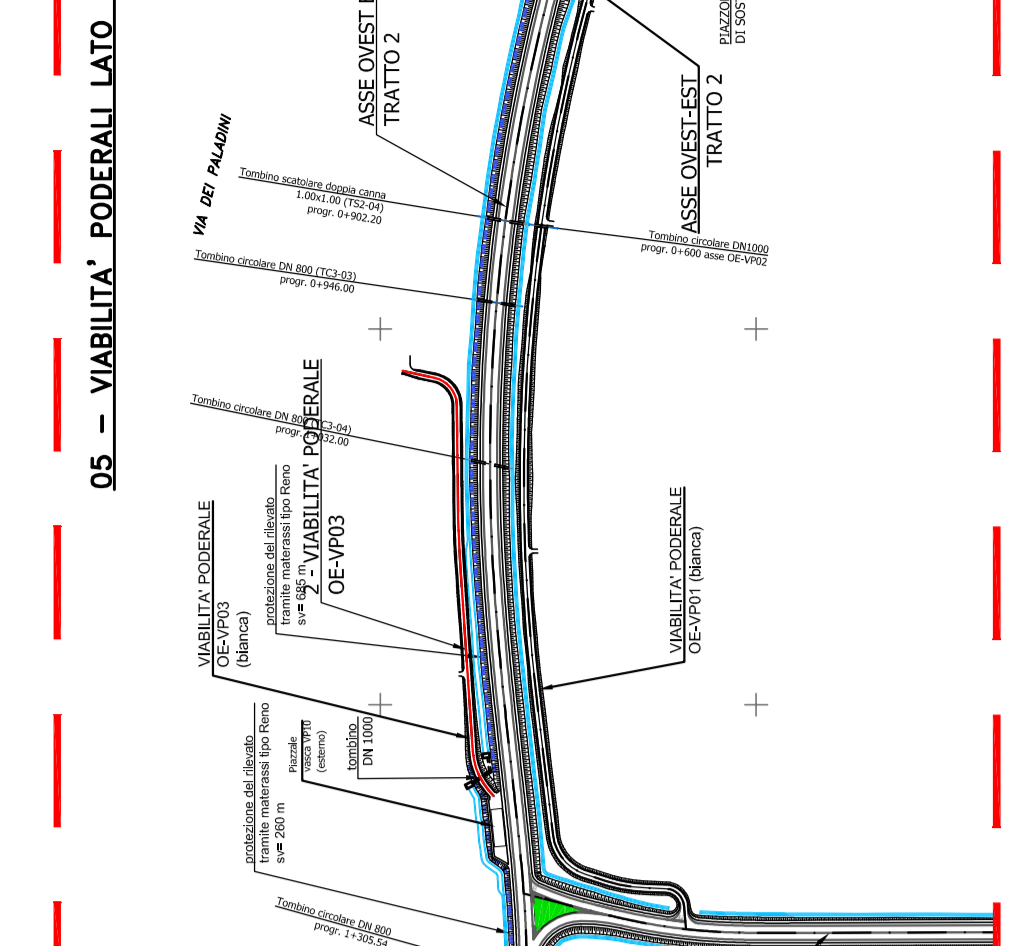 05 – VIABILITA' PODERALI LATO
ASSE OVEST E
TRATTO 2
PIAZZO
DI SOS
ASSE OVEST-EST
TRATTO 2
VIA DEI PALADINI
Tombino scatolare doppia canna
1.00x1.00 (TS2-04)
progr. 0+902.20
Tombino circolare DN1000
progr. 0+600 asse OE-VP02
Tombino circolare DN 800 (TC3-03)
progr. 0+946.00
Tombino circolare DN 800 (TC3-04)
progr. 1+032.00
2 - VIABILITA' PODERALE
OE-VP03
protezione del rilevato
tramite materassi tipo Reno
sv= 685 m
VIABILITA' PODERALE
OE-VP03
(bianca)
VIABILITA' PODERALE
OE-VP01 (bianca)
protezione del rilevato
tramite materassi tipo Reno
sv= 260 m
Piazzale
vasca VP10
(esterno)
tombino
DN 1000
Tombino circolare DN 800
progr. 1+305.54